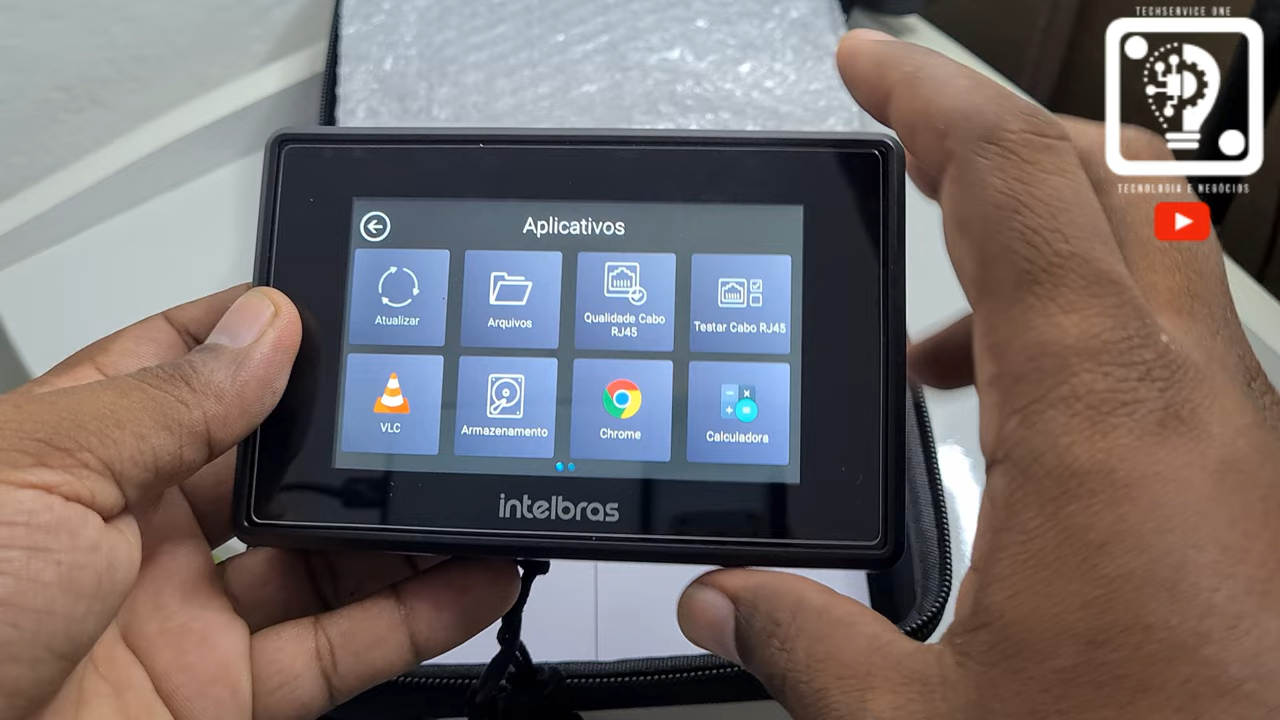 TECHSERVICE ONE
TECNOLOGIA E NEGÓCIOS
Aplicativos
Atualizar
Arquivos
Qualidade Cabo
RJ45
Testar Cabo RJ45
VLC
Armazenamento
Chrome
Calculadora
intelbras